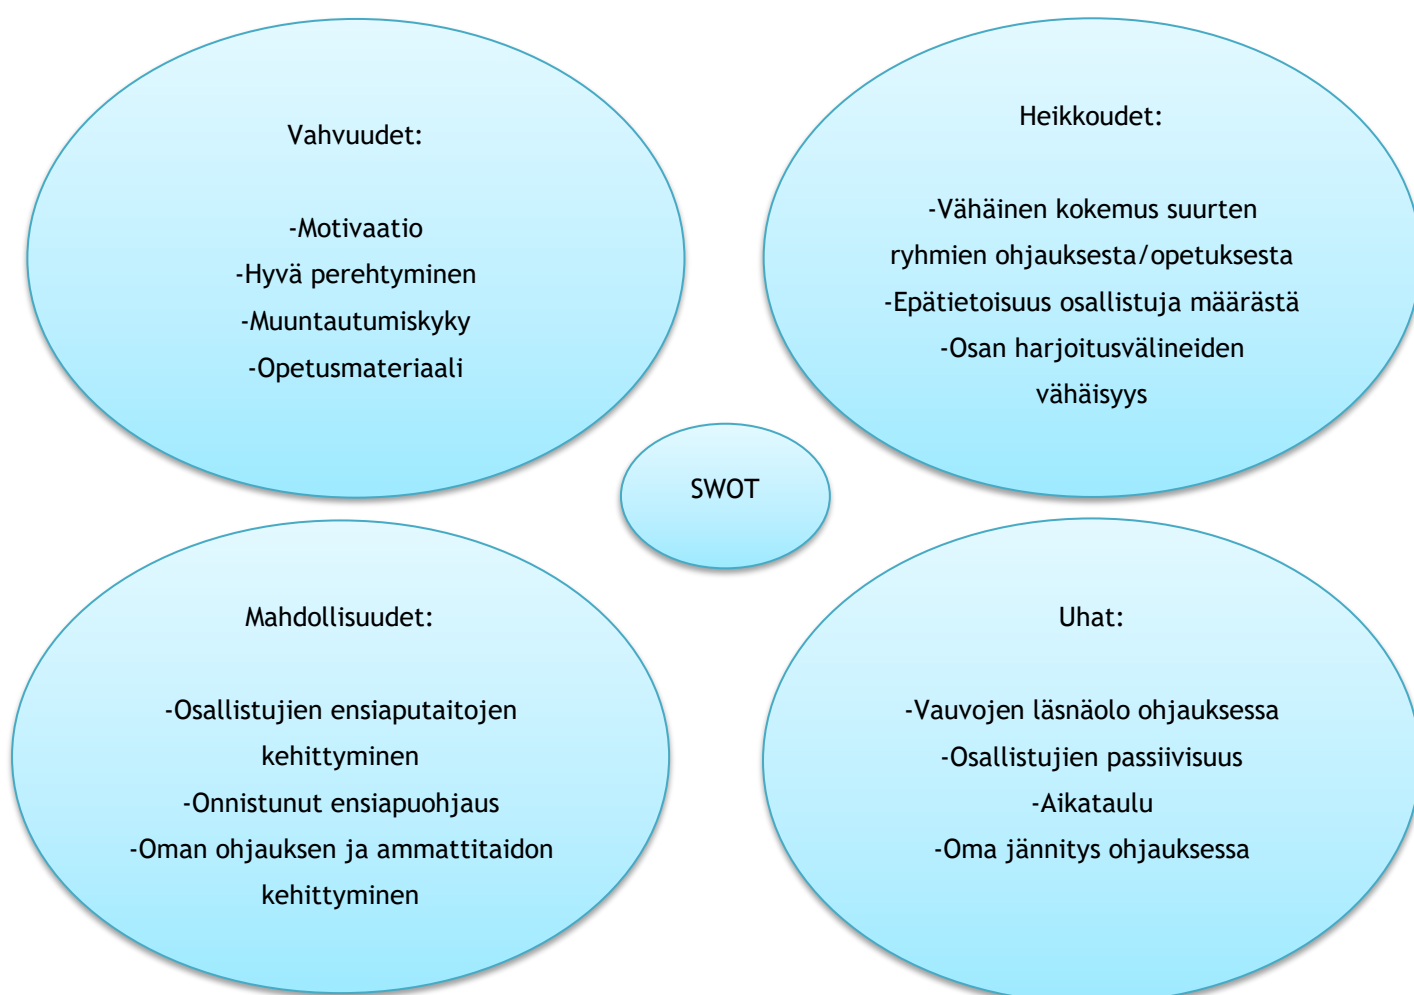 Vahvuudet:
-Motivaatio
-Hyvä perehtyminen
-Muuntautumiskyky
-Opetusmateriaali
Heikkoudet:
-Vähäinen kokemus suurten
ryhmien ohjauksesta/opetuksesta
-Epätietoisuus osallistuja määrästä
-Osan harjoitusvälineiden
vähäisyys
SWOT
Mahdollisuudet:
-Osallistujien ensiaputaitojen
kehittyminen
-Onnistunut ensiapuohjaus
-Oman ohjauksen ja ammattitaidon
kehittyminen
Uhat:
-Vauvojen läsnäolo ohjauksessa
-Osallistujien passiivisuus
-Aikataulu
-Oma jännitys ohjauksessa